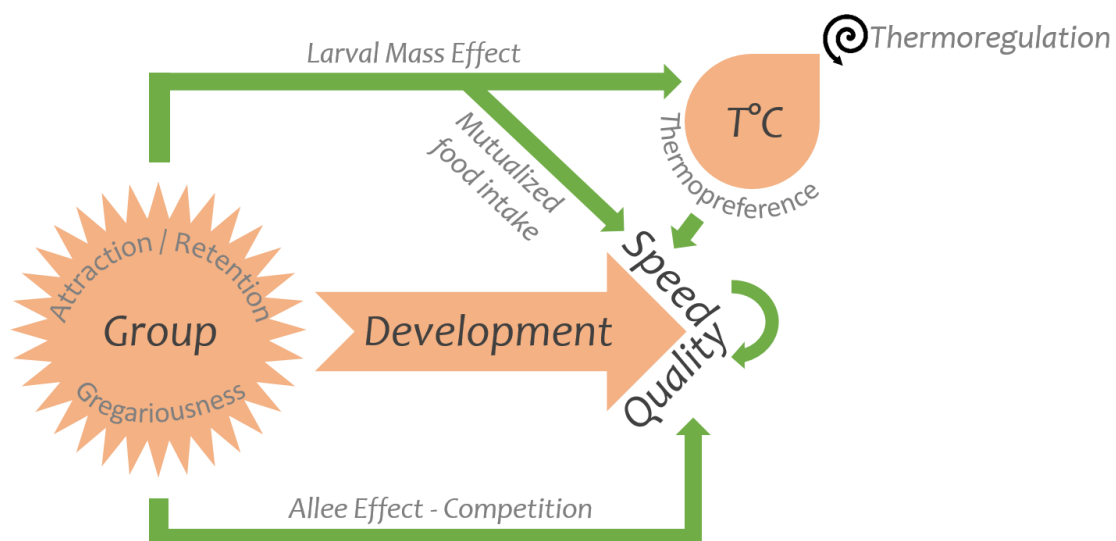 Thermoregulation
Larval Mass Effect
T°C
Thermopreference
Mutualized
food intake
Attraction / Retention
Group
Gregariousness
Development
Speed
Quality
Allee Effect - Competition